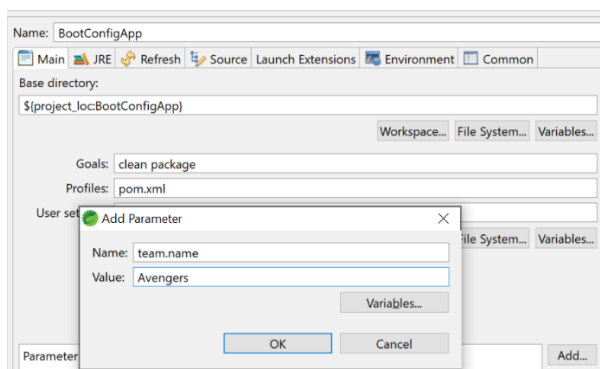 Name: BootConfigApp
Main JRE Refresh Source Launch Extensions Environment Common
Base directory:
${project_loc:BootConfigApp}
Workspace... File System... Variables...
Goals: clean package
Profiles: pom.xml
User set
Add Parameter
File System... Variables...
Name: team.name
Value: Avengers
Variables...
OK Cancel
Parameter Add...